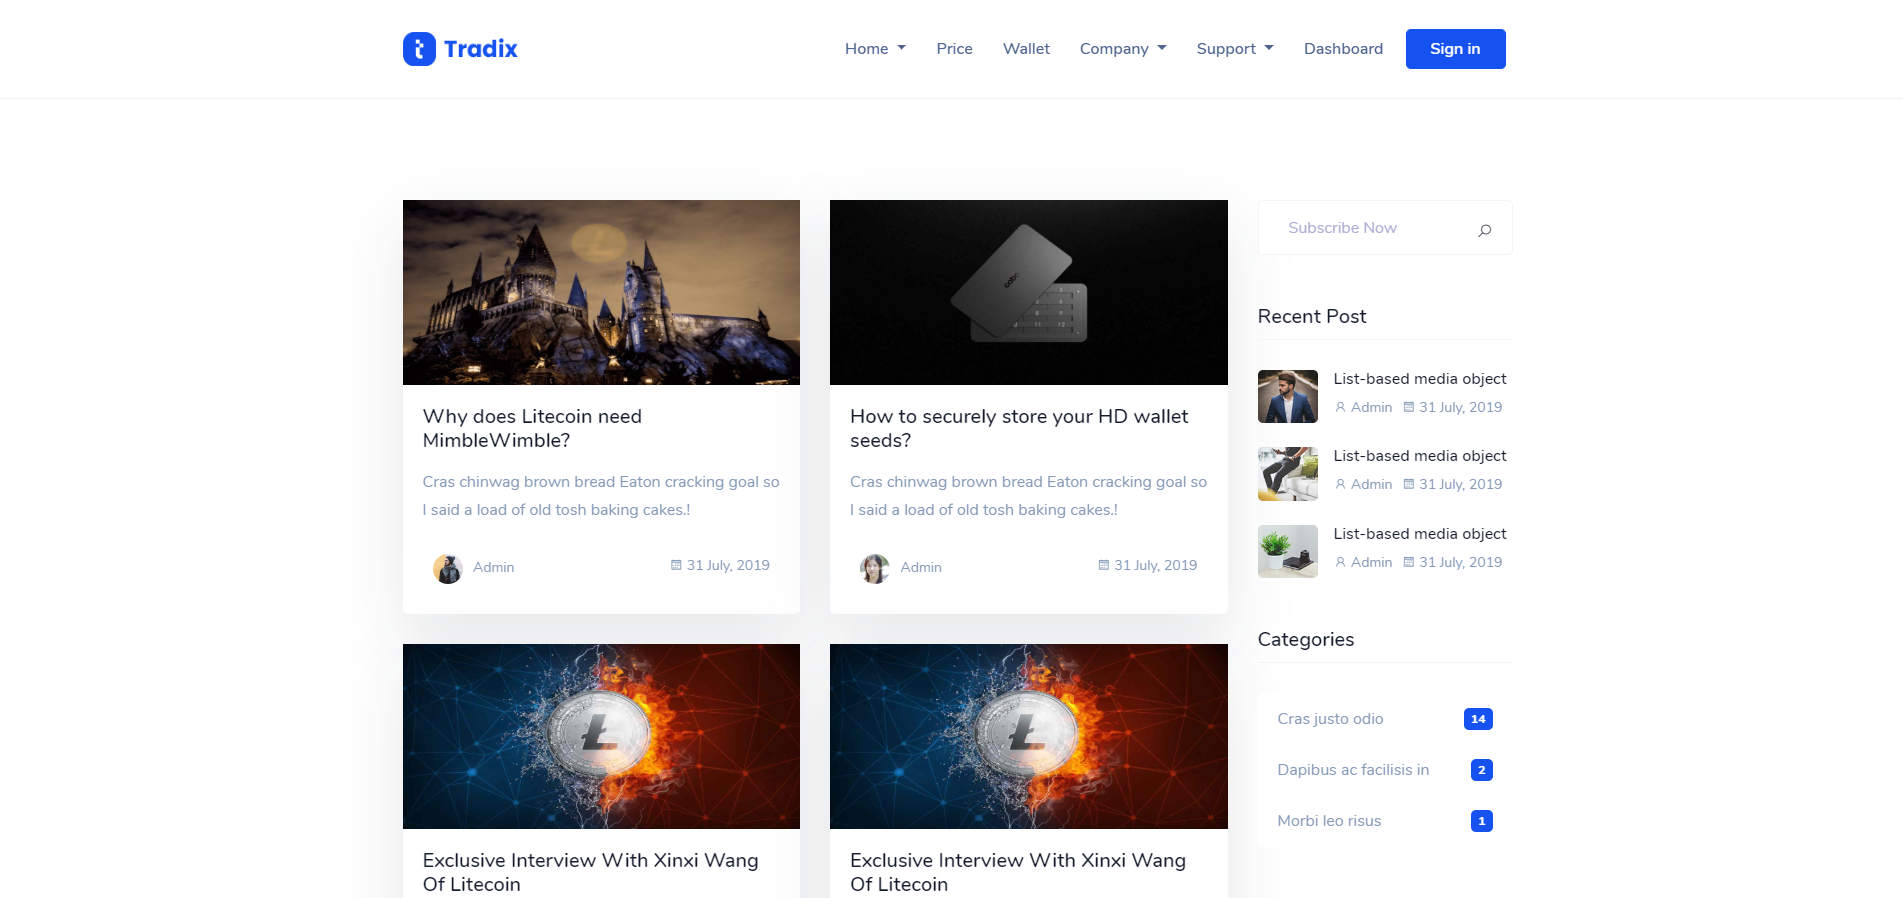 Tradix
Home
Price
Wallet
Company
Support
Dashboard
Sign in
Why does Litecoin need
MimbleWimble?
Cras chinwag brown bread Eaton cracking goal so
I said a load of old tosh baking cakes.!
Admin
31 July, 2019
How to securely store your HD wallet
seeds?
Cras chinwag brown bread Eaton cracking goal so
I said a load of old tosh baking cakes.!
Admin
31 July, 2019
Exclusive Interview With Xinxi Wang
Of Litecoin
Exclusive Interview With Xinxi Wang
Of Litecoin
Subscribe Now
Recent Post
List-based media object
Admin 31 July, 2019
List-based media object
Admin 31 July, 2019
List-based media object
Admin 31 July, 2019
Categories
Cras justo odio 14
Dapibus ac facilisis in 2
Morbi leo risus 1